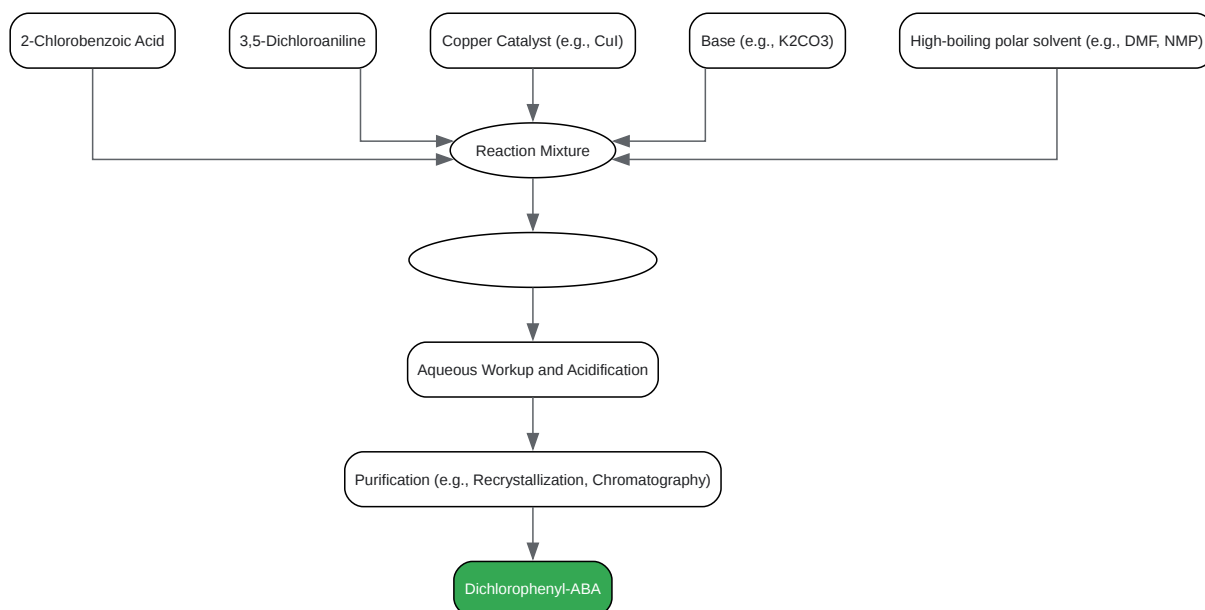 2-Chlorobenzoic Acid
3,5-Dichloroaniline
Copper Catalyst (e.g., CuI)
Base (e.g., K2CO3)
High-boiling polar solvent (e.g., DMF, NMP)
Reaction Mixture
Aqueous Workup and Acidification
Purification (e.g., Recrystallization, Chromatography)
Dichlorophenyl-ABA